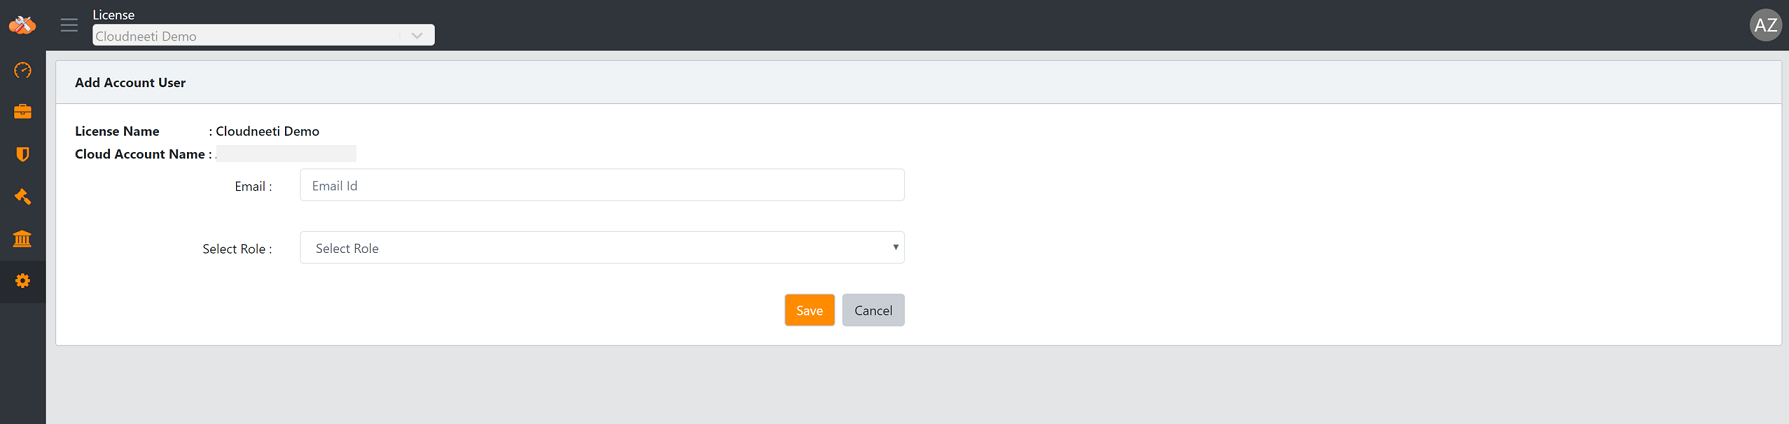 License
Cloudneeti Demo
AZ
Add Account User
License Name : Cloudneeti Demo
Cloud Account Name :
Email :
Email Id
Select Role :
Select Role
Save
Cancel